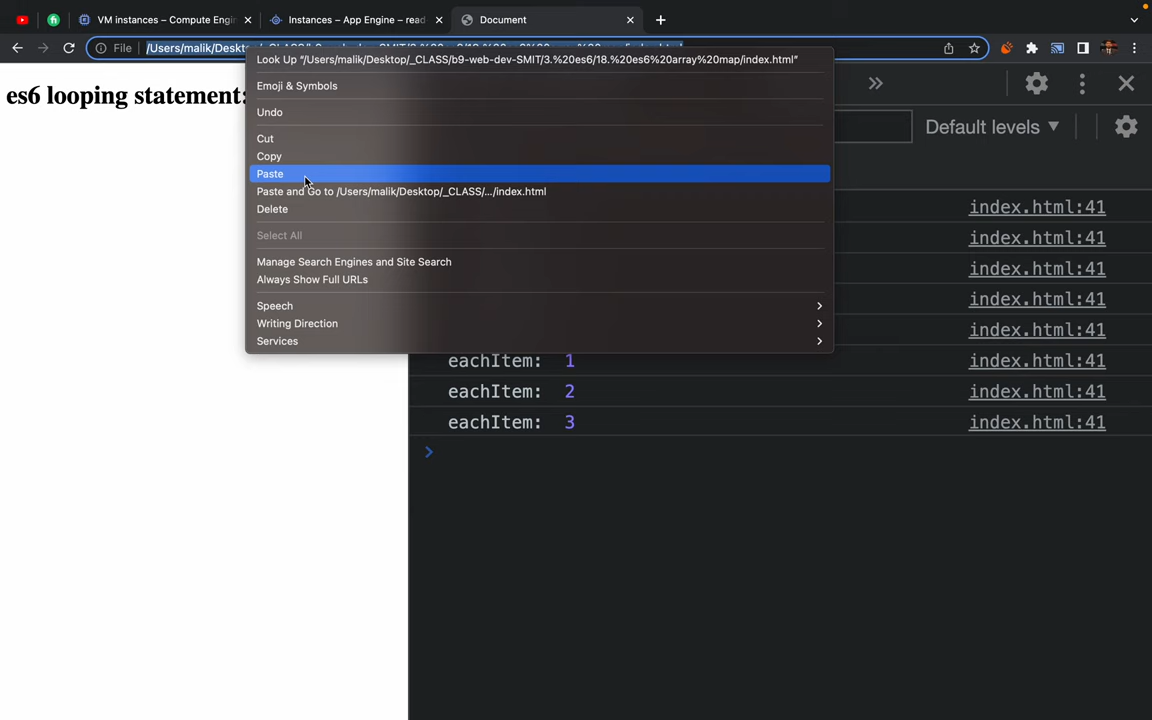 VM instances – Compute Engin
Instances – App Engine – read
Document
File
/Users/malik/Deskt
Look Up “/Users/malik/Desktop/_CLASS/b9-web-dev-SMIT/3.%20es6/18.%20es6%20array%20map/index.html”
Emoji & Symbols
Undo
Cut
Copy
Paste
Paste and Go to /Users/malik/Desktop/_CLASS/.../index.html
Delete
Select All
Manage Search Engines and Site Search
Always Show Full URLs
Speech
Writing Direction
Services
es6 looping statement:
Default levels ▼
index.html:41
index.html:41
index.html:41
index.html:41
index.html:41
eachItem: 1 index.html:41
eachItem: 2 index.html:41
eachItem: 3 index.html:41